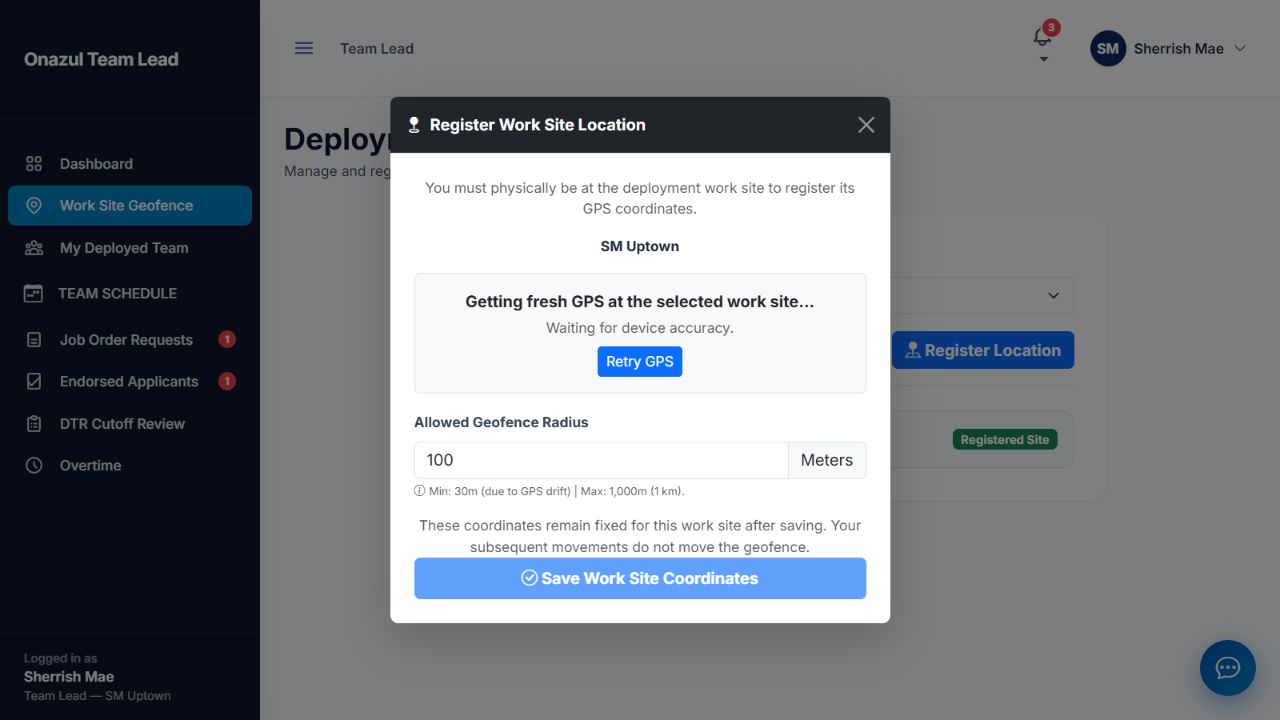 Onazul Team Lead
Dashboard
Work Site Geofence
My Deployed Team
TEAM SCHEDULE
Job Order Requests 1
Endorsed Applicants 1
DTR Cutoff Review
Overtime
Logged in as
Sherrish Mae
Team Lead — SM Uptown
Team Lead
3
SM Sherrish Mae
Manage and
Register Work Site Location
You must physically be at the deployment work site to register its
GPS coordinates.
SM Uptown
Getting fresh GPS at the selected work site...
Waiting for device accuracy.
Retry GPS
Allowed Geofence Radius
100 Meters
Min: 30m (due to GPS drift) | Max: 1,000m (1 km).
These coordinates remain fixed for this work site after saving. Your
subsequent movements do not move the geofence.
Save Work Site Coordinates
Register Location
Registered Site